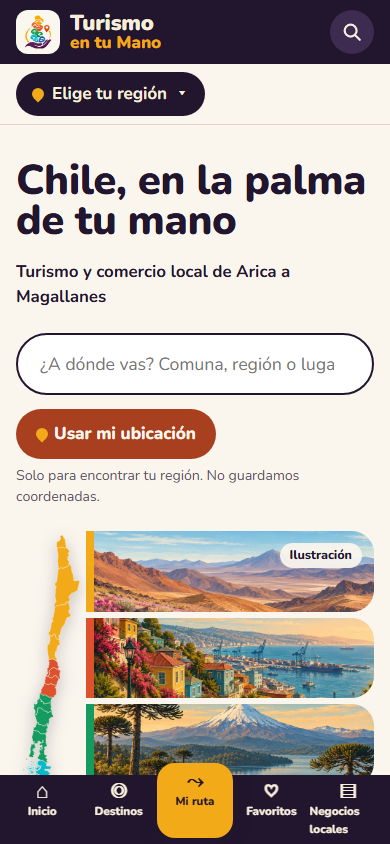 Turismo
en tu Mano
Elige tu región
Chile, en la palma
de tu mano
Turismo y comercio local de Arica a
Magallanes
¿A dónde vas? Comuna, región o luga
Usar mi ubicación
Solo para encontrar tu región. No guardamos
coordenadas.
Ilustración
Inicio
Destinos
Mi ruta
Favoritos
Negocios
locales